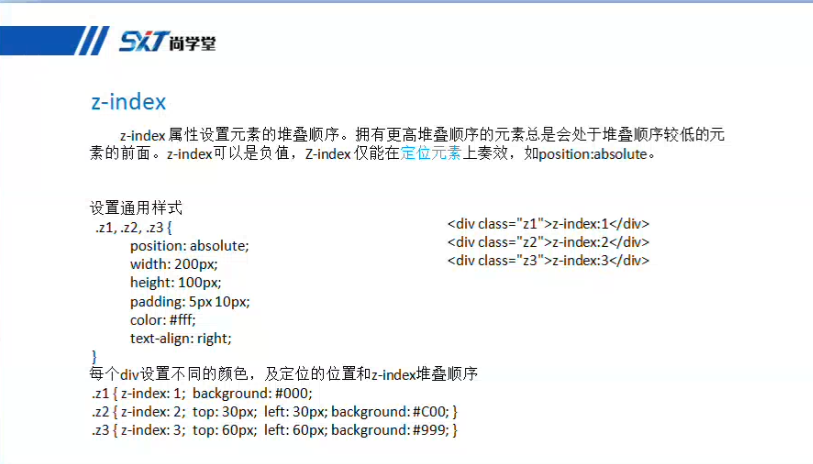 SXT尚学堂
z-index
z-index 属性设置元素的堆叠顺序。拥有更高堆叠顺序的元素总是会处于堆叠顺序较低的元
素的前面。z-index可以是负值，Z-index 仅能在定位元素上奏效，如position:absolute。
设置通用样式
.z1, .z2, .z3 {
position: absolute;
width: 200px;
height: 100px;
padding: 5px 10px;
color: #fff;
text-align: right;
}
<div class="z1">z-index:1</div>
<div class="z2">z-index:2</div>
<div class="z3">z-index:3</div>
每个div设置不同的颜色，及定位的位置和z-index堆叠顺序
.z1 { z-index: 1;  background: #000;
.z2 { z-index: 2;  top: 30px;  left: 30px; background: #C00; }
.z3 { z-index: 3;  top: 60px;  left: 60px; background: #999; }